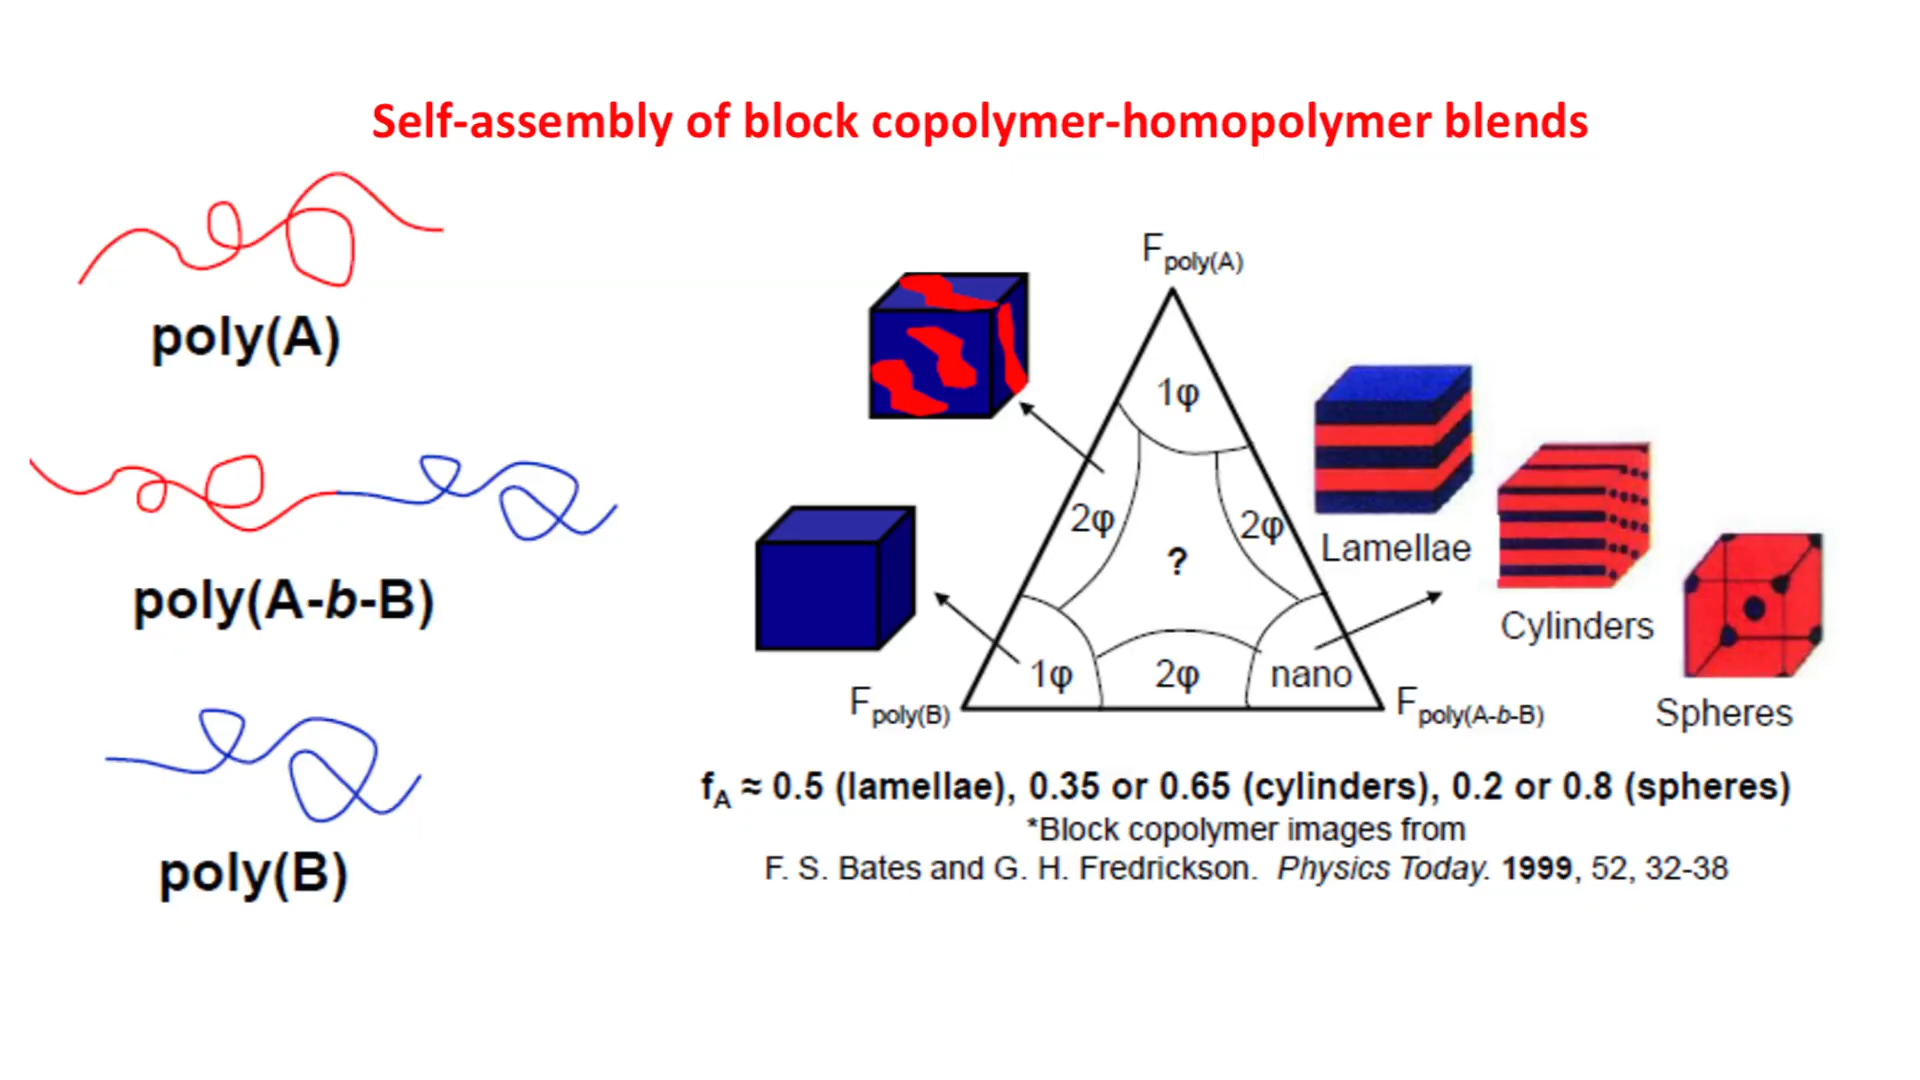 Self-assembly of block copolymer-homopolymer blends
poly(A)
poly(A-b-B)
poly(B)
Fpoly(A)
1φ
2φ
2φ
?
1φ
2φ
nano
Fpoly(B)
Fpoly(A-b-B)
Lamellae
Cylinders
Spheres
fA ≈ 0.5 (lamellae), 0.35 or 0.65 (cylinders), 0.2 or 0.8 (spheres)
*Block copolymer images from
F. S. Bates and G. H. Fredrickson. Physics Today. 1999, 52, 32-38